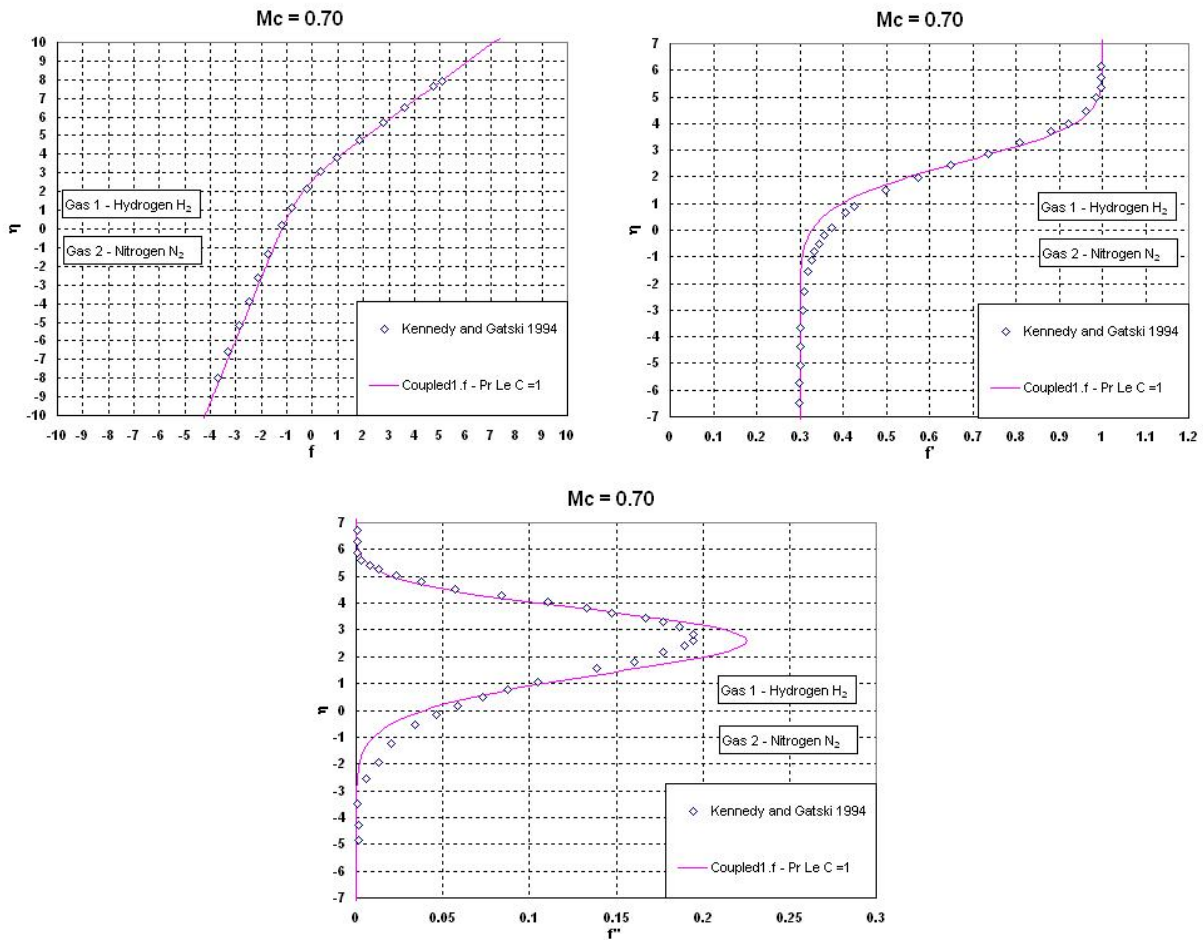 Mc = 0.70
10
9
8
7
6
5
4
3
2
1
0
-1
-2
-3
-4
-5
-6
-7
-8
-9
-10
η
Gas 1 - Hydrogen H₂
Gas 2 - Nitrogen N₂
Kennedy and Gatski 1994
Coupled1.f - Pr Le C =1
-10 -9 -8 -7 -6 -5 -4 -3 -2 -1 0 1 2 3 4 5 6 7 8 9 10
f
Mc = 0.70
7
6
5
4
3
2
1
0
-1
-2
-3
-4
-5
-6
-7
η
Gas 1 - Hydrogen H₂
Gas 2 - Nitrogen N₂
Kennedy and Gatski 1994
Coupled1.f - Pr Le C =1
0 0.1 0.2 0.3 0.4 0.5 0.6 0.7 0.8 0.9 1 1.1 1.2
f'
Mc = 0.70
7
6
5
4
3
2
1
0
-1
-2
-3
-4
-5
-6
-7
η
Gas 1 - Hydrogen H₂
Gas 2 - Nitrogen N₂
Kennedy and Gatski 1994
Coupled1.f - Pr Le C =1
0 0.05 0.1 0.15 0.2 0.25 0.3
f"